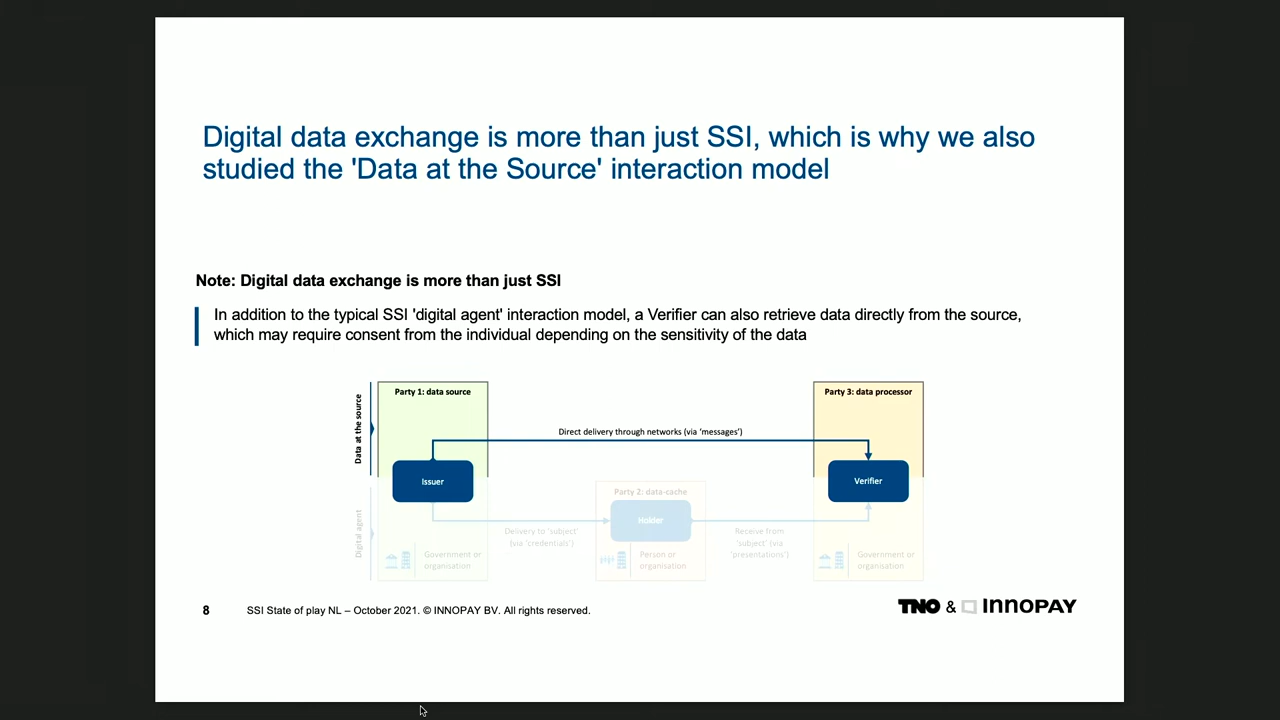 Digital data exchange is more than just SSI, which is why we also
studied the 'Data at the Source' interaction model
Note: Digital data exchange is more than just SSI
In addition to the typical SSI 'digital agent' interaction model, a Verifier can also retrieve data directly from the source,
which may require consent from the individual depending on the sensitivity of the data
Data at the source
Party 1: data source
Party 3: data processor
Direct delivery through networks (via 'messages')
Issuer
Verifier
Party 2: data-cache
Holder
Digital agent
Delivery to 'subject'
(via 'credentials')
Receive from
'subject' (via
'presentations')
Government or
organisation
Person or
organisation
Government or
organisation
8
SSI State of play NL – October 2021. © INNOPAY BV. All rights reserved.
TNO & INNOPAY